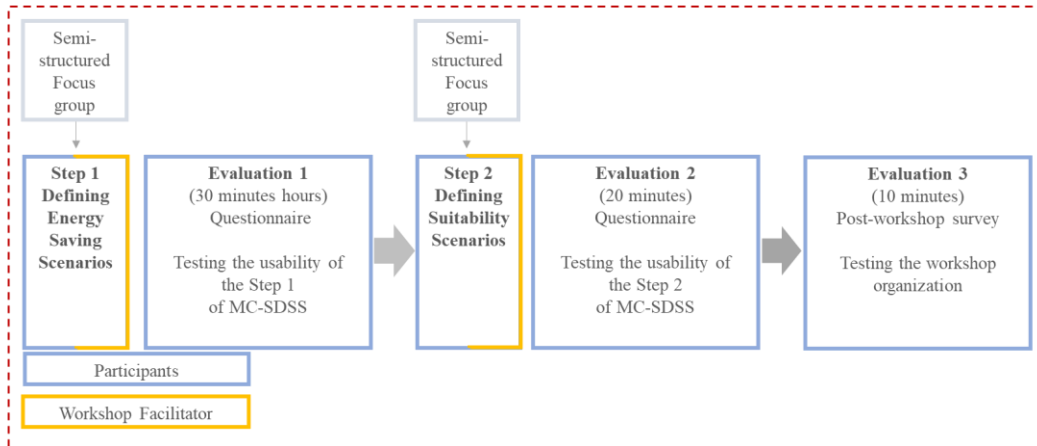 Semi-
structured
Focus
group
Semi-
structured
Focus
group
Step 1
Defining
Energy
Saving
Scenarios
Evaluation 1
(30 minutes hours)
Questionnaire
Testing the usability of
the Step 1
of MC-SDSS
Step 2
Defining
Suitability
Scenarios
Evaluation 2
(20 minutes)
Questionnaire
Testing the usability of
the Step 2
of MC-SDSS
Evaluation 3
(10 minutes)
Post-workshop survey
Testing the workshop
organization
Participants
Workshop Facilitator